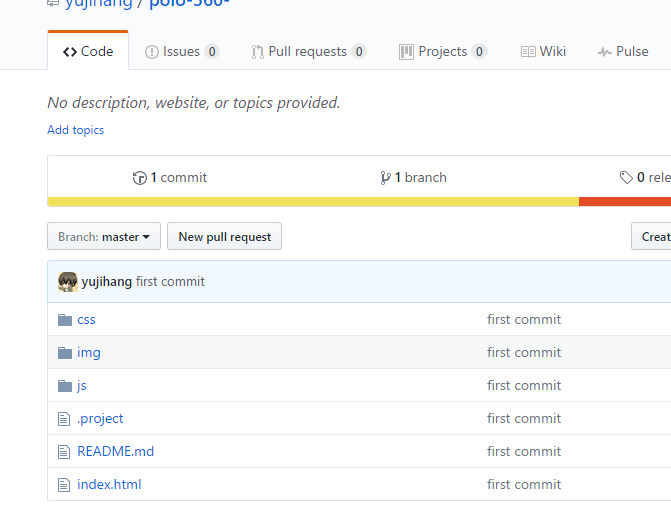 yujihang / polo-360-
Code Issues 0 Pull requests 0 Projects 0 Wiki Pulse
No description, website, or topics provided.
Add topics
1 commit 1 branch 0 rele
Branch: master New pull request Creat
yujihang first commit
css first commit
img first commit
js first commit
.project first commit
README.md first commit
index.html first commit